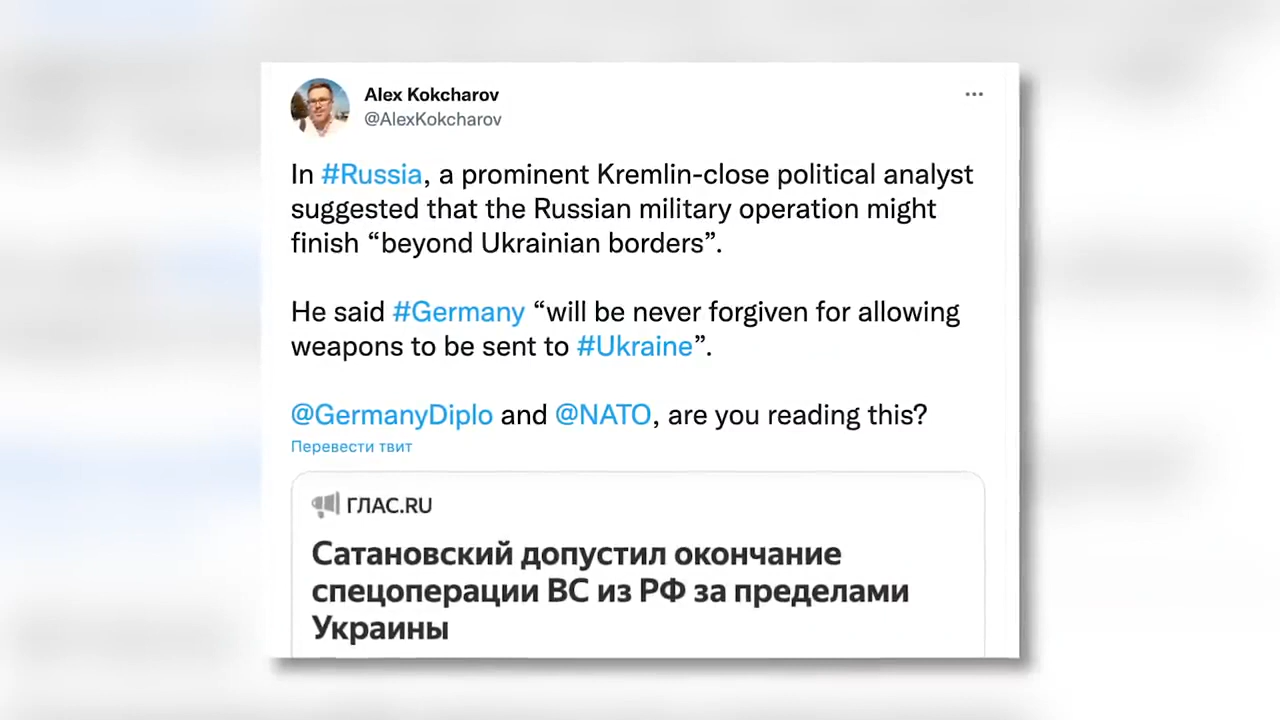 Alex Kokcharov
@AlexKokcharov
In #Russia, a prominent Kremlin-close political analyst
suggested that the Russian military operation might
finish “beyond Ukrainian borders”.
He said #Germany “will be never forgiven for allowing
weapons to be sent to #Ukraine”.
@GermanyDiplo and @NATO, are you reading this?
Перевести твит
ГЛАС.RU
Сатановский допустил окончание
спецоперации ВС из РФ за пределами
Украины